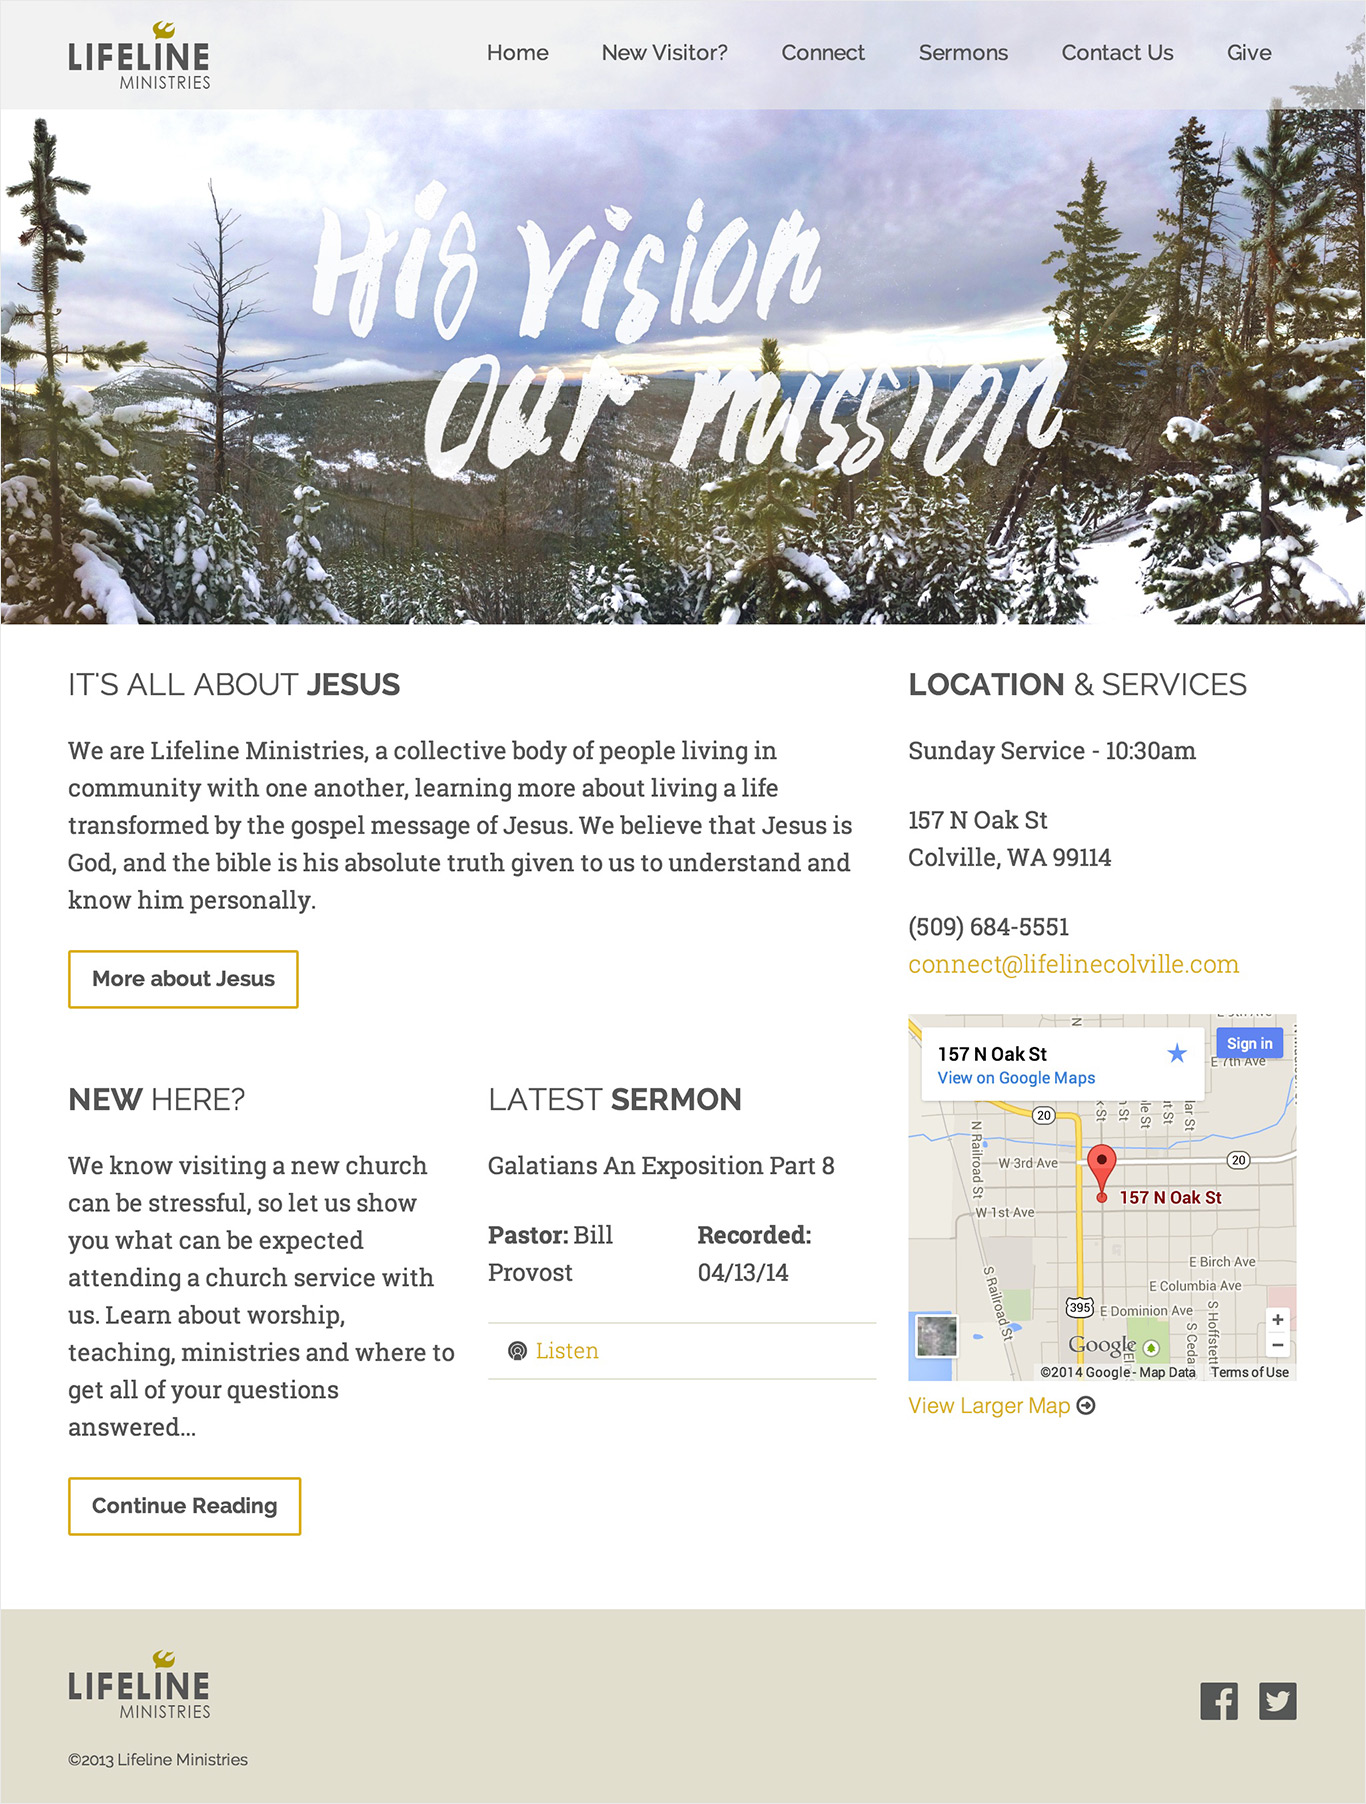 LIFELINE
MINISTRIES
Home New Visitor? Connect Sermons Contact Us Give
His vision
our mission
IT'S ALL ABOUT JESUS
We are Lifeline Ministries, a collective body of people living in
community with one another, learning more about living a life
transformed by the gospel message of Jesus. We believe that Jesus is
God, and the bible is his absolute truth given to us to understand and
know him personally.
More about Jesus
NEW HERE?
We know visiting a new church
can be stressful, so let us show
you what can be expected
attending a church service with
us. Learn about worship,
teaching, ministries and where to
get all of your questions
answered...
Continue Reading
LATEST SERMON
Galatians An Exposition Part 8
Pastor: Bill
Provost
Recorded:
04/13/14
Listen
LOCATION & SERVICES
Sunday Service - 10:30am
157 N Oak St
Colville, WA 99114
(509) 684-5551
connect@lifelinecolville.com
157 N Oak St
View on Google Maps
Sign in
E 7th Ave
N
20
N Railroad St
W 3rd Ave
20
157 N Oak St
W 1st Ave
E Birch Ave
S Railroad St
E Columbia Ave
395
E Dominion Ave
S Hoffstett
S Ceda
Google
+
−
©2014 Google - Map Data Terms of Use
View Larger Map
LIFELINE
MINISTRIES
©2013 Lifeline Ministries